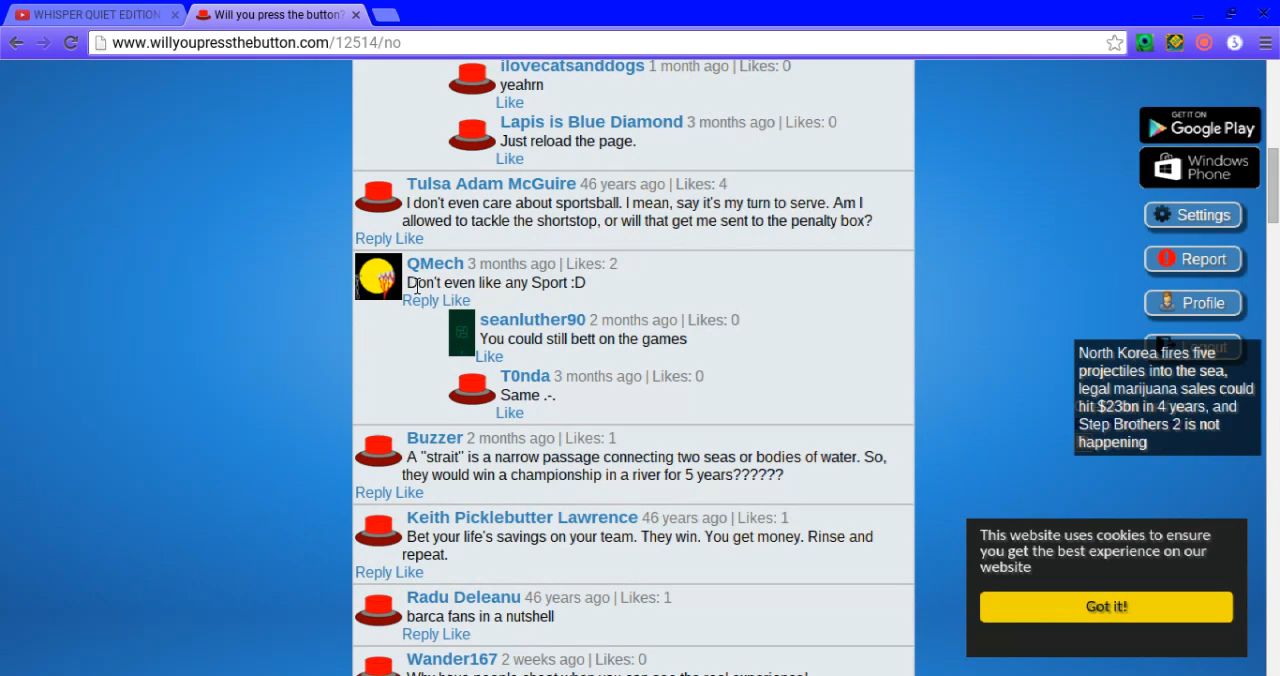 WHISPER QUIET EDITION
Will you press the button?
www.willyoupressthebutton.com/12514/no
ilovecatsanddogs 1 month ago | Likes: 0
yeahrn
Like
Lapis is Blue Diamond 3 months ago | Likes: 0
Just reload the page.
Like
Tulsa Adam McGuire 46 years ago | Likes: 4
I don't even care about sportsball. I mean, say it's my turn to serve. Am I
allowed to tackle the shortstop, or will that get me sent to the penalty box?
Reply Like
QMech 3 months ago | Likes: 2
Don't even like any Sport :D
Reply Like
seanluther90 2 months ago | Likes: 0
You could still bett on the games
Like
T0nda 3 months ago | Likes: 0
Same .-.
Like
Buzzer 2 months ago | Likes: 1
A "strait" is a narrow passage connecting two seas or bodies of water. So,
they would win a championship in a river for 5 years??????
Reply Like
Keith Picklebutter Lawrence 46 years ago | Likes: 1
Bet your life's savings on your team. They win. You get money. Rinse and
repeat.
Reply Like
Radu Deleanu 46 years ago | Likes: 1
barca fans in a nutshell
Reply Like
Wander167 2 weeks ago | Likes: 0
GET IT ON
Google Play
Windows
Phone
Settings
Report
Profile
Logout
North Korea fires five
projectiles into the sea,
legal marijuana sales could
hit $23bn in 4 years, and
Step Brothers 2 is not
happening
This website uses cookies to ensure
you get the best experience on our
website
Got it!